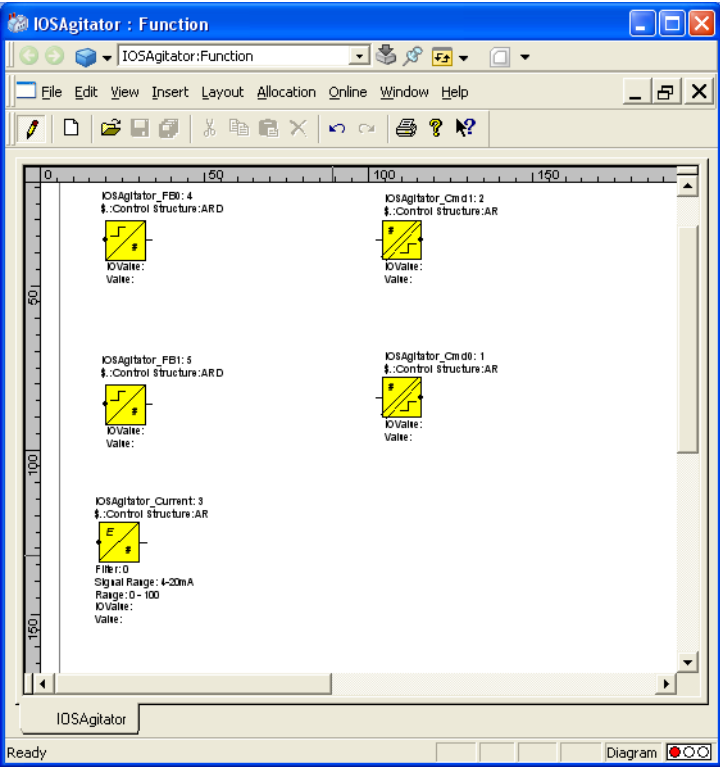 IOSAgitator : Function
IOSAgitator:Function
File Edit View Insert Layout Allocation Online Window Help
0 50 100 150
50
100
150
IOSAgitator_FB0: 4
$.:Control Structure:ARD
#
IOValue:
Value:
IOSAgitator_Cmd1: 2
$.:Control Structure:AR
#
IOValue:
Value:
IOSAgitator_FB1: 5
$.:Control Structure:ARD
#
IOValue:
Value:
IOSAgitator_Cmd0: 1
$.:Control Structure:AR
#
IOValue:
Value:
IOSAgitator_Current: 3
$.:Control Structure:AR
E
#
Filter: 0
Signal Range: 4-20mA
Range: 0 - 100
IOValue:
Value:
IOSAgitator
Ready
Diagram